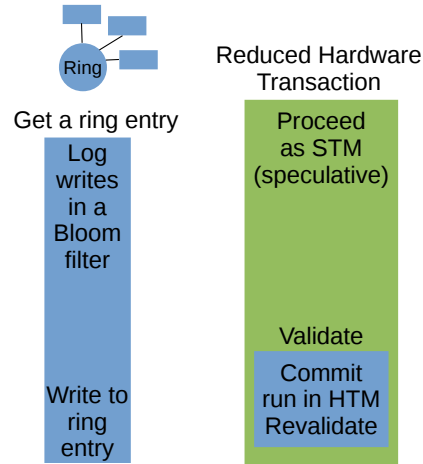 Ring
Get a ring entry
Log
writes
in a
Bloom
filter
Write to
ring
entry
Reduced Hardware
Transaction
Proceed
as STM
(speculative)
Validate
Commit
run in HTM
Revalidate